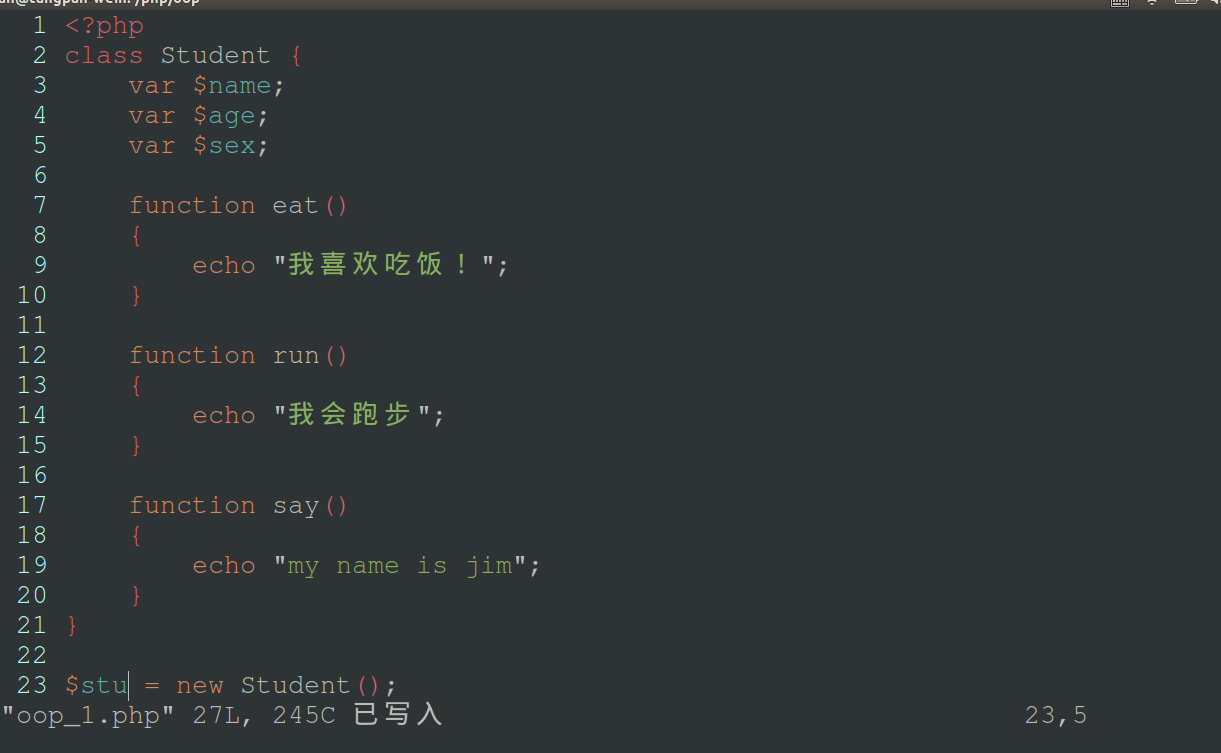 1 <?php
2 class Student {
3     var $name;
4     var $age;
5     var $sex;
6
7     function eat()
8     {
9         echo "我喜欢吃饭！";
10     }
11
12     function run()
13     {
14         echo "我会跑步";
15     }
16
17     function say()
18     {
19         echo "my name is jim";
20     }
21 }
22
23 $stu = new Student();
"oop_1.php" 27L, 245C 已写入 23,5